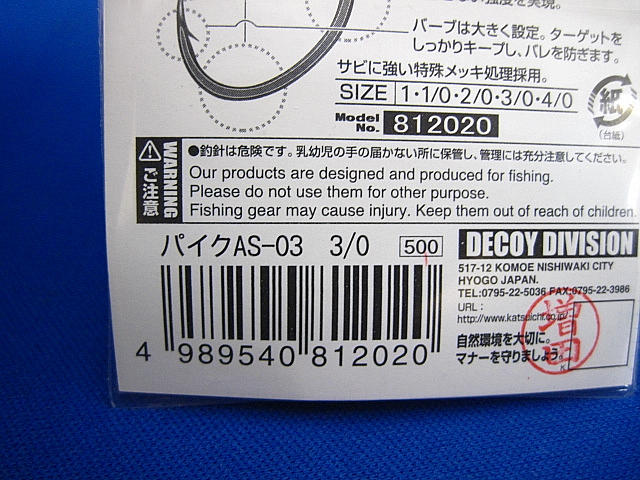 強度を実現。
バーブは大きく設定。ターゲットを
しっかりキープし、バレを防ぎます。
サビに強い特殊メッキ処理採用。
SIZE 1・1/0・2/0・3/0・4/0
紙
(台紙)
Model No. 812020
ご注意
WARNING
●釣針は危険です。乳幼児の手の届かない所に保管し、管理には充分注意してください。
Our products are designed and produced for fishing.
Please do not use them for other purpose.
Fishing gear may cause injury. Keep them out of reach of children.
パイクAS-03 3/0 500
DECOY DIVISION
517-12 KOMOE NISHIWAKI CITY
HYOGO JAPAN.
TEL:0795-22-5036 FAX:0795-22-3986
URL:
http://www.katsuichi.co.jp/
自然環境を大切に。
マナーを守りましょう。
増岡
K
4 989540 812020